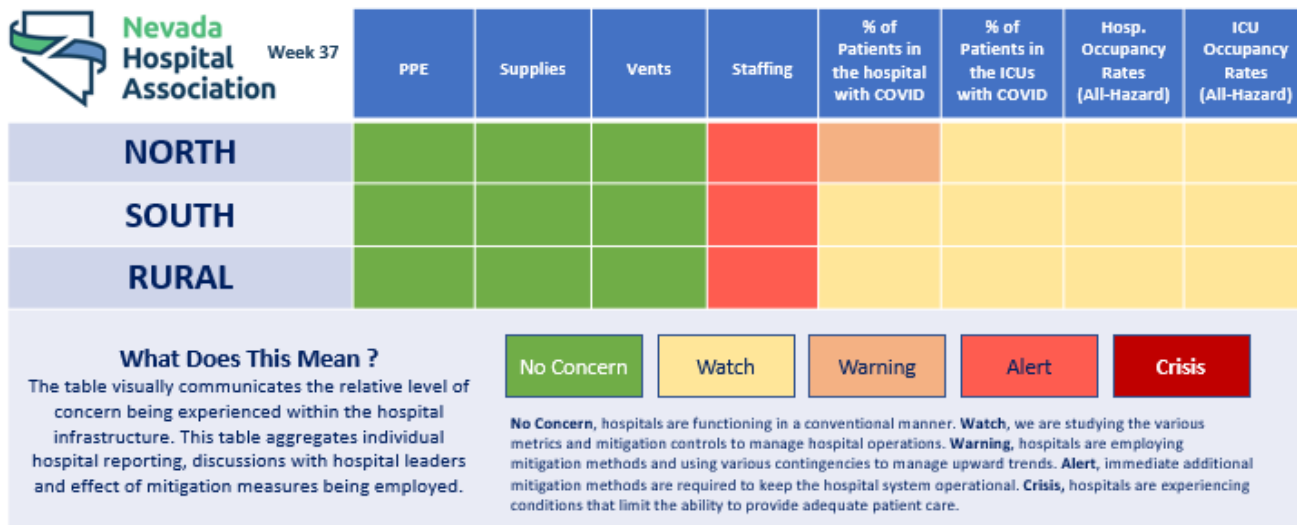 Nevada
Hospital
Association
Week 37
PPE
Supplies
Vents
Staffing
% of
Patients in
the hospital
with COVID
% of
Patients in
the ICUs
with COVID
Hosp.
Occupancy
Rates
(All-Hazard)
ICU
Occupancy
Rates
(All-Hazard)
NORTH
SOUTH
RURAL
What Does This Mean ?
The table visually communicates the relative level of
concern being experienced within the hospital
infrastructure. This table aggregates individual
hospital reporting, discussions with hospital leaders
and effect of mitigation measures being employed.
No Concern
Watch
Warning
Alert
Crisis
No Concern, hospitals are functioning in a conventional manner. Watch, we are studying the various
metrics and mitigation controls to manage hospital operations. Warning, hospitals are employing
mitigation methods and using various contingencies to manage upward trends. Alert, immediate additional
mitigation methods are required to keep the hospital system operational. Crisis, hospitals are experiencing
conditions that limit the ability to provide adequate patient care.